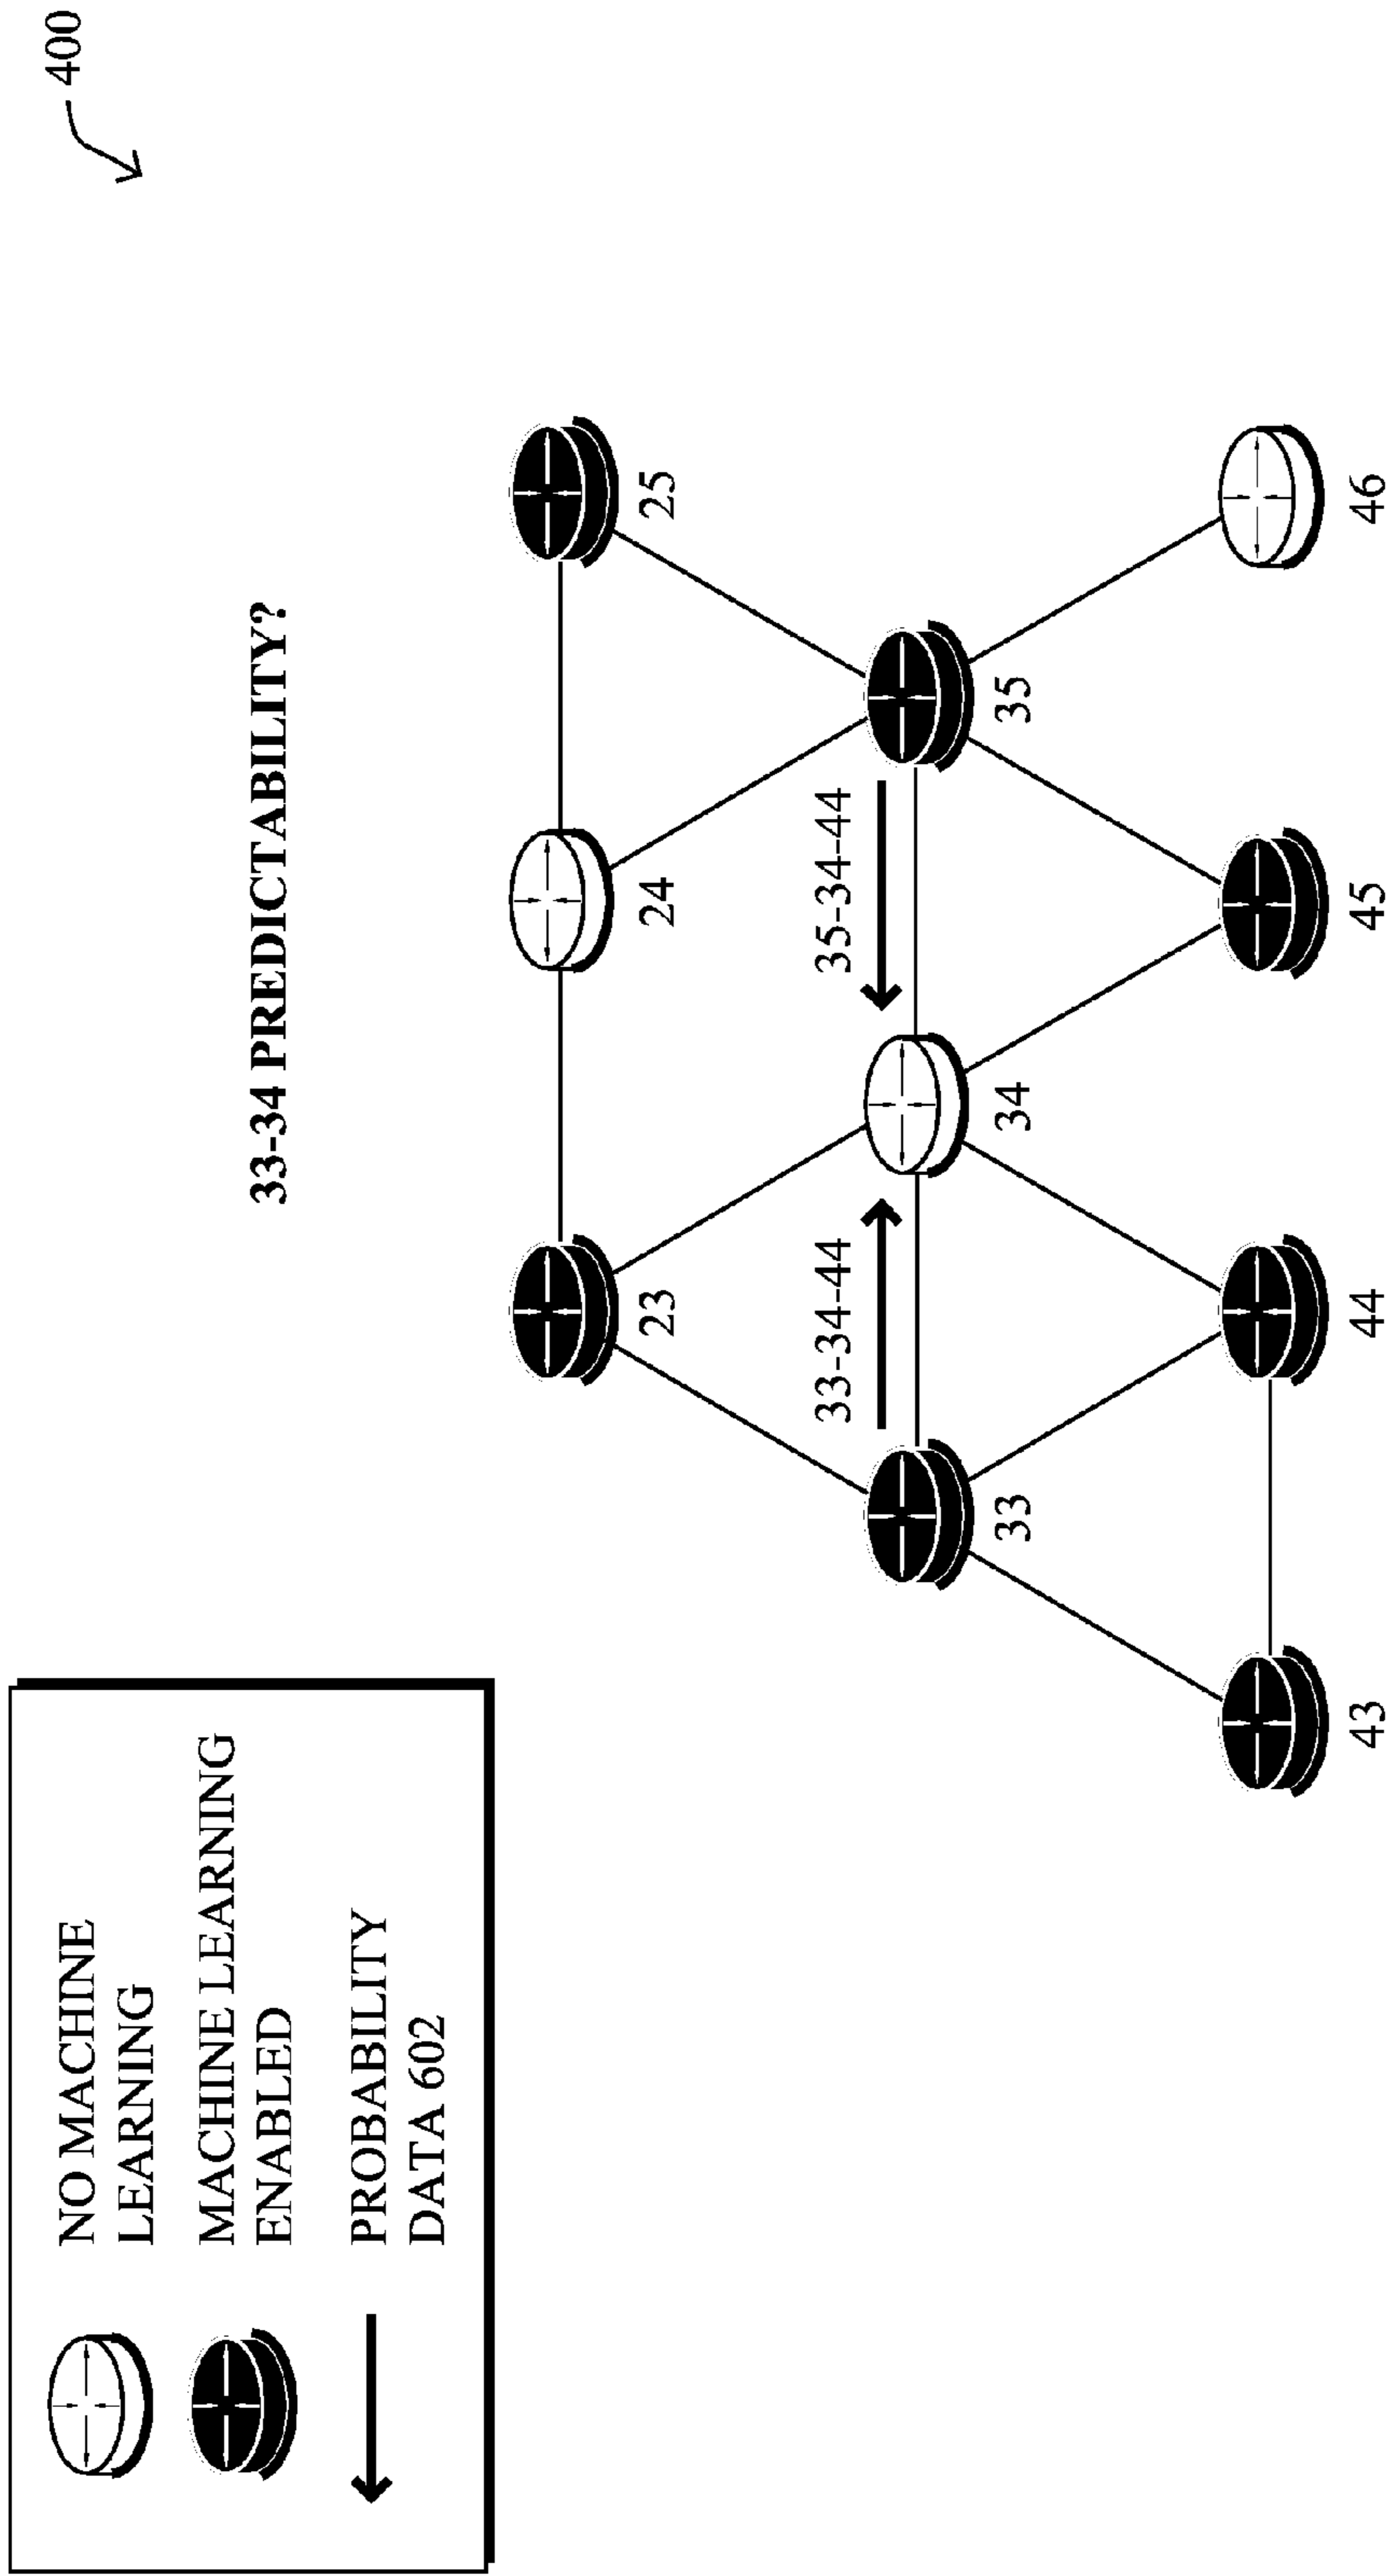 400
NO MACHINE
LEARNING
MACHINE LEARNING
ENABLED
PROBABILITY
DATA 602
33-34 PREDICTABILITY?
23
24
25
33-34-44
35-34-44
33
34
35
43
44
45
46